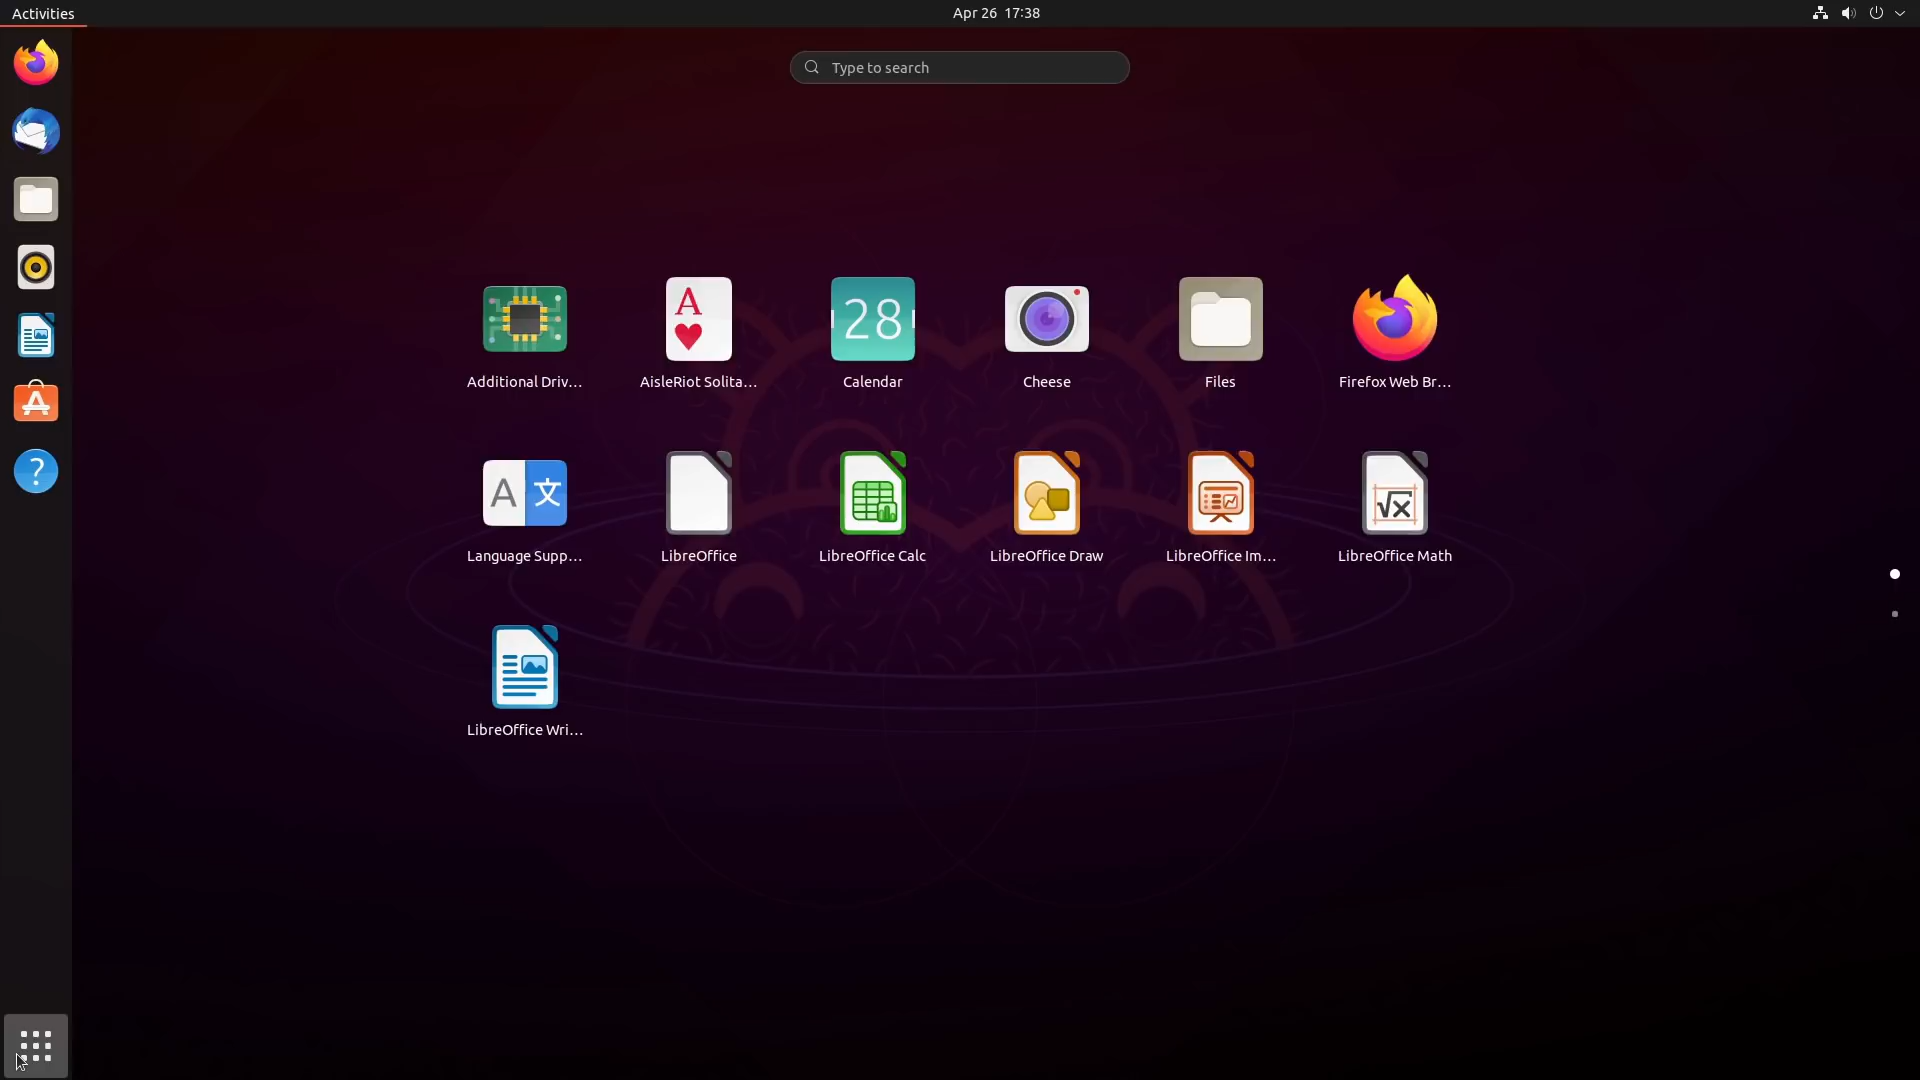 Activities
Apr 26 17:38
Type to search
Additional Driv...
AisleRiot Solita...
Calendar
28
Cheese
Files
Firefox Web Br...
Language Supp...
LibreOffice
LibreOffice Calc
LibreOffice Draw
LibreOffice Im...
LibreOffice Math
LibreOffice Wri...
A
A 文
√x
?